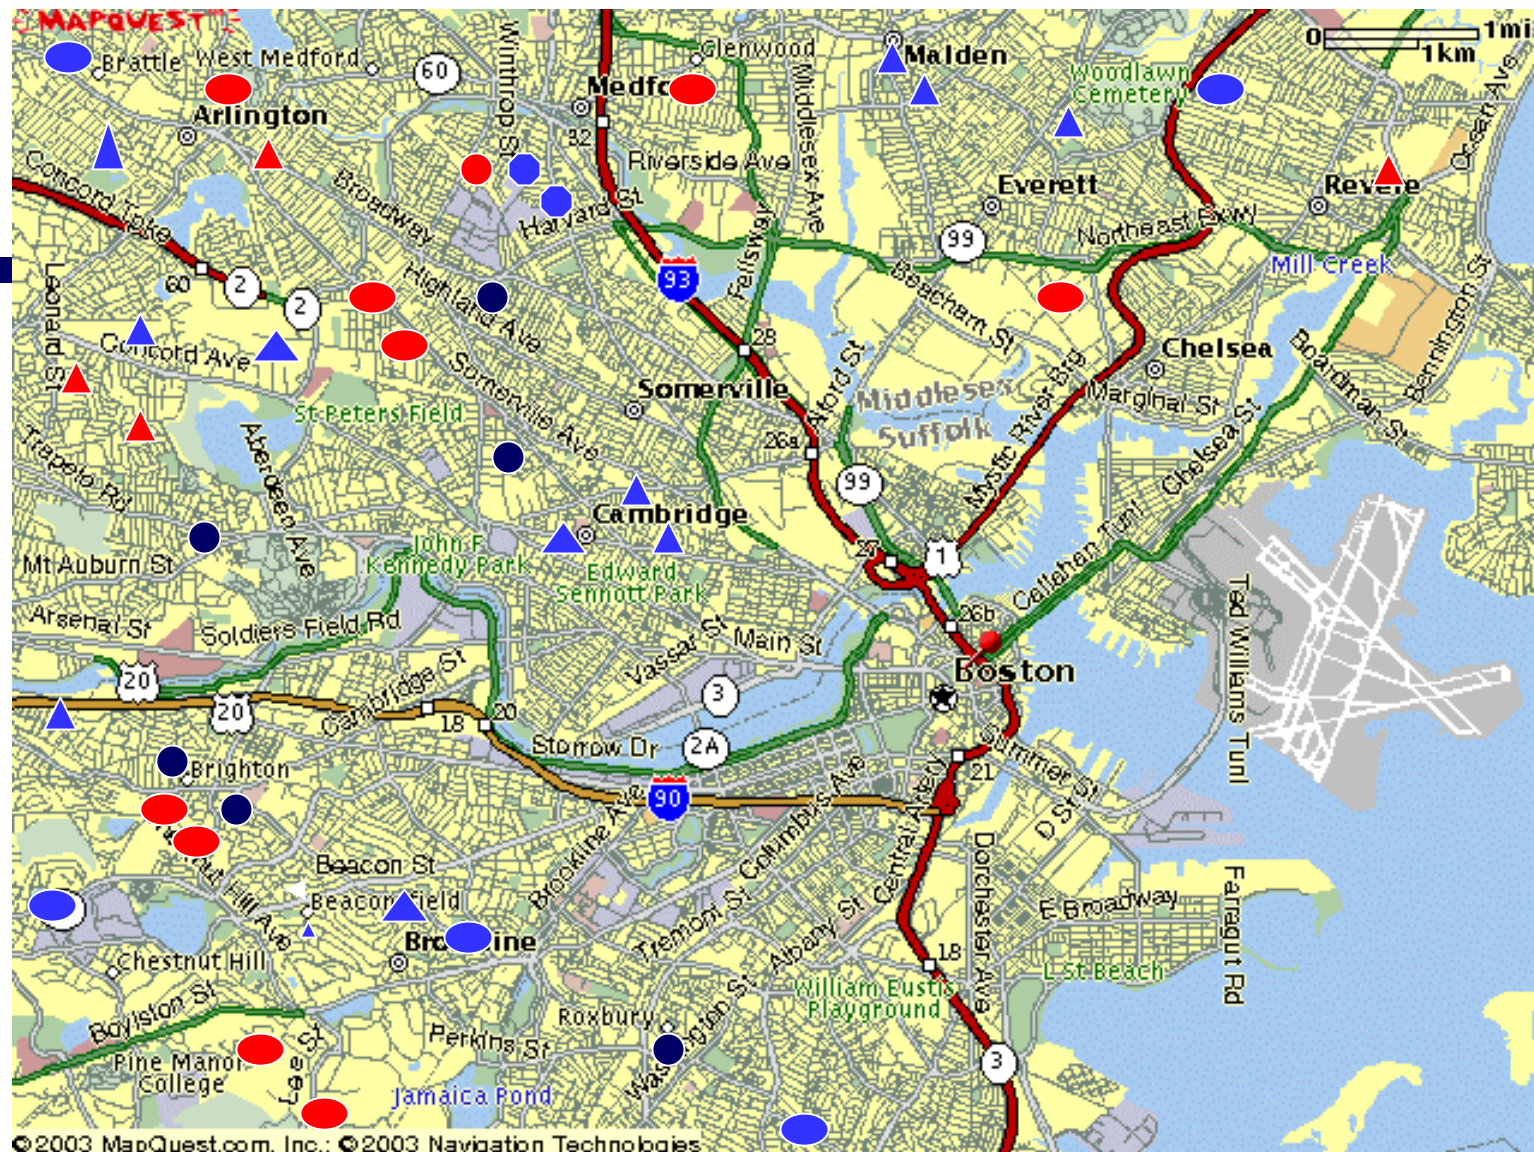 MAPQUEST
0 1mi
1km
Brattle
West Medford
60
Winthrop St
Glenwood
Malden
Woodlawn
Cemetery
Ocean Ave
Arlington
32
Middlesex Ave
Riverside Ave
Everett
Revere
Concord Tpke
Broadway
Harvard St
99
Northeast Expwy
Mill Creek
Leonard St
60
2
2
Highland Ave
93
Fellsway
Beacham St
Bennington St
Concord Ave
28
Chelsea
Boardman St
Somerville
Alford St
Middlesex
Suffolk
Mystic River Brg
Marginal St
St Peters Field
Somerville Ave
26a
Chelsea St
Trapelo Rd
Aberdeen Ave
99
Cambridge
Mt Auburn St
John F
Kennedy Park
Edward
Sennott Park
27
1
Callahan Tunl
Ted Williams Tunl
Arsenal St
Soldiers Field Rd
Vassar St
Main St
26b
Boston
20
20
Cambridge St
18
20
3
Storrow Dr
2A
Summer St
Brighton
90
21
D St
Columbus Ave
Central Artery
Brookline Ave
Beacon St
Dorchester Ave
E Broadway
Farragut Rd
Tremont St
Albany St
Chestnut Hill
18
L St Beach
Boylston St
William Eustis
Playground
Washington St
Roxbury
Perkins St
Pine Manor
College
Jamaica Pond
3
©2003 MapQuest.com, Inc.; ©2003 Navigation Technologies